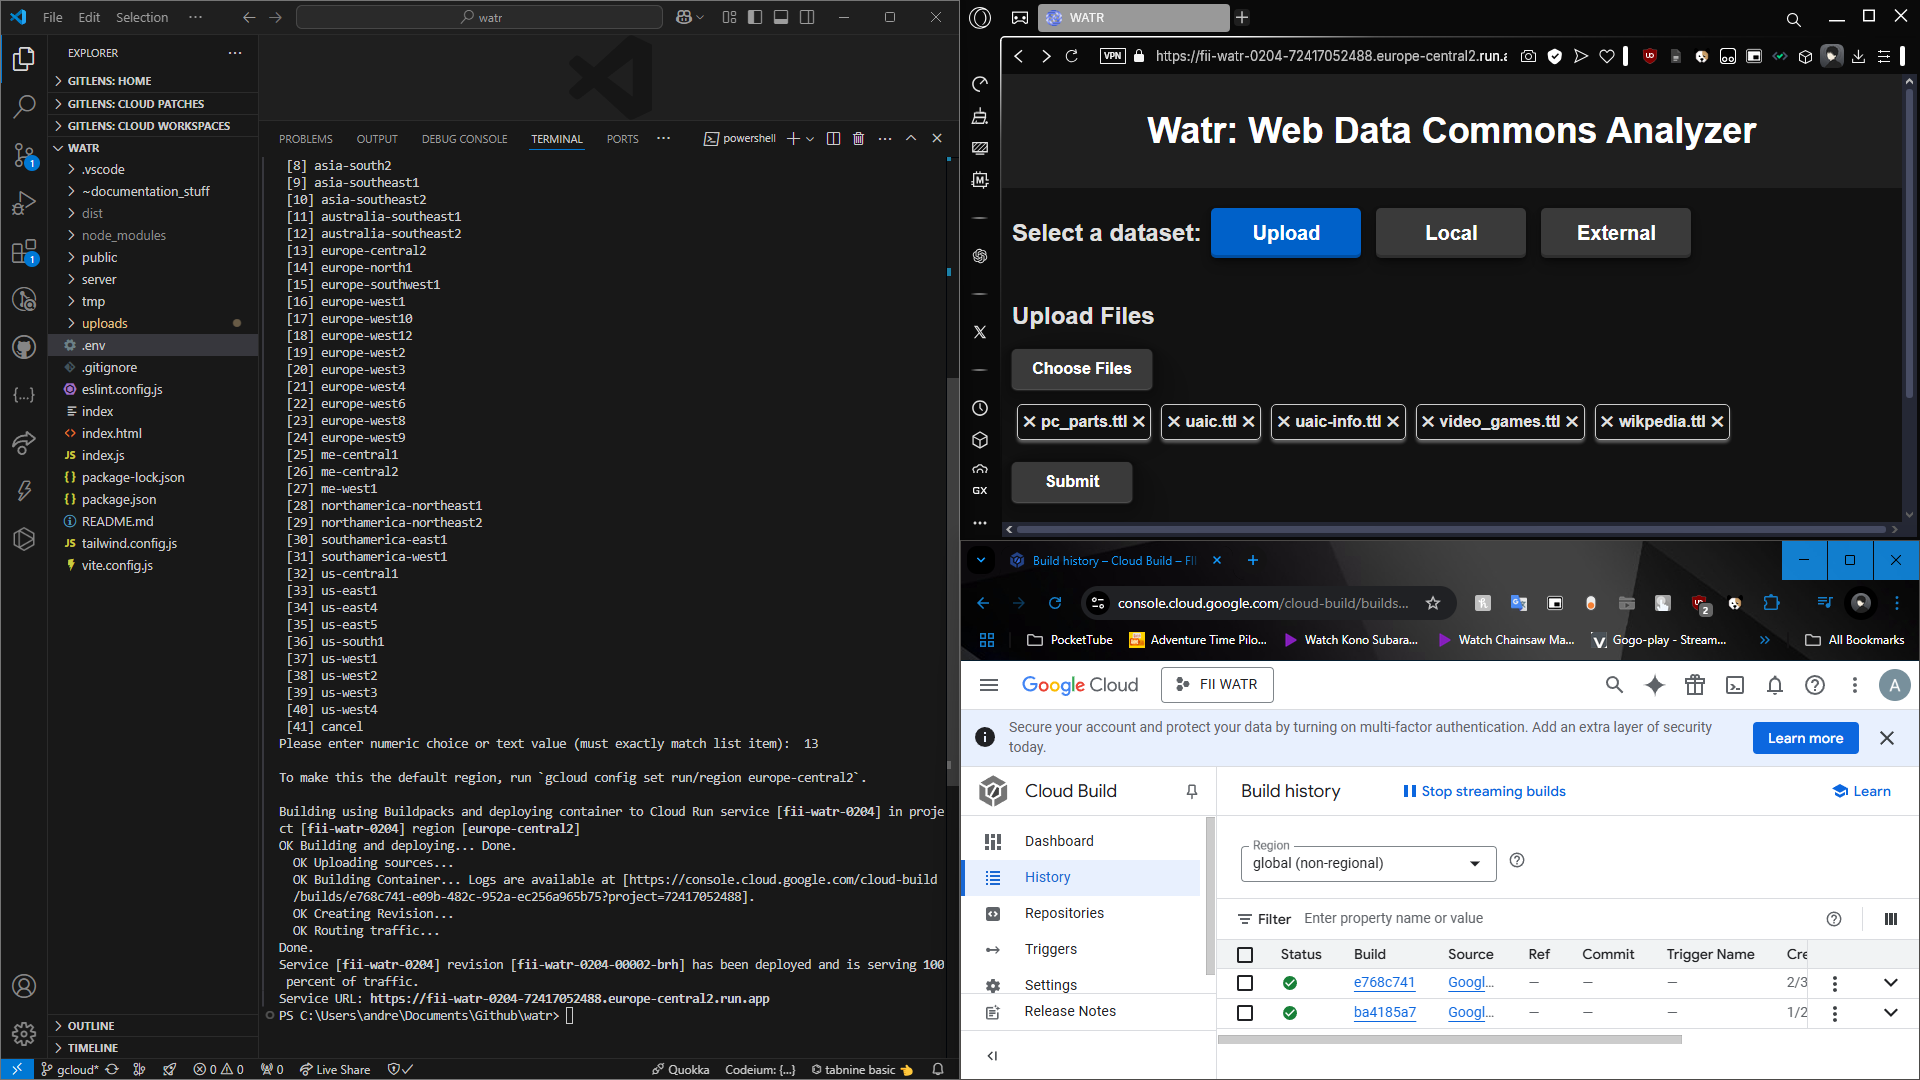 File Edit Selection ···
watr
EXPLORER
GITLENS: HOME
GITLENS: CLOUD PATCHES
GITLENS: CLOUD WORKSPACES
WATR
.vscode
~documentation_stuff
dist
node_modules
public
server
tmp
uploads
.env
.gitignore
eslint.config.js
index
index.html
index.js
package-lock.json
package.json
README.md
tailwind.config.js
vite.config.js
OUTLINE
TIMELINE
1
1
PROBLEMS OUTPUT DEBUG CONSOLE TERMINAL PORTS ··· powershell
[8] asia-south2
[9] asia-southeast1
[10] asia-southeast2
[11] australia-southeast1
[12] australia-southeast2
[13] europe-central2
[14] europe-north1
[15] europe-southwest1
[16] europe-west1
[17] europe-west10
[18] europe-west12
[19] europe-west2
[20] europe-west3
[21] europe-west4
[22] europe-west6
[23] europe-west8
[24] europe-west9
[25] me-central1
[26] me-central2
[27] me-west1
[28] northamerica-northeast1
[29] northamerica-northeast2
[30] southamerica-east1
[31] southamerica-west1
[32] us-central1
[33] us-east1
[34] us-east4
[35] us-east5
[36] us-south1
[37] us-west1
[38] us-west2
[39] us-west3
[40] us-west4
[41] cancel
Please enter numeric choice or text value (must exactly match list item):  13
To make this the default region, run `gcloud config set run/region europe-central2`.
Building using Buildpacks and deploying container to Cloud Run service [fii-watr-0204] in proje
ct [fii-watr-0204] region [europe-central2]
OK Building and deploying... Done.
OK Uploading sources...
OK Building Container... Logs are available at [https://console.cloud.google.com/cloud-build
/builds/e768c741-e09b-482c-952a-ec256a965b75?project=72417052488].
OK Creating Revision...
OK Routing traffic...
Done.
Service [fii-watr-0204] revision [fii-watr-0204-00002-brh] has been deployed and is serving 100
percent of traffic.
Service URL: https://fii-watr-0204-72417052488.europe-central2.run.app
PS C:\Users\andre\Documents\Github\watr>
gcloud* 0 0 0 Live Share Quokka Codeium: {...} tabnine basic
WATR
VPN https://fii-watr-0204-72417052488.europe-central2.run.a
GX
Watr: Web Data Commons Analyzer
Select a dataset: Upload Local External
Upload Files
Choose Files
✕ pc_parts.ttl ✕ ✕ uaic.ttl ✕ ✕ uaic-info.ttl ✕ ✕ video_games.ttl ✕ ✕ wikpedia.ttl ✕
Submit
Build history – Cloud Build – FI
console.cloud.google.com/cloud-build/builds...
2
PocketTube Adventure Time Pilo... Watch Kono Subara... Watch Chainsaw Ma... Gogo-play - Stream... » All Bookmarks
Google Cloud FII WATR A
Secure your account and protect your data by turning on multi-factor authentication. Add an extra layer of security
today.
Learn more
Cloud Build
Dashboard
History
Repositories
Triggers
Settings
Release Notes
Build history Stop streaming builds Learn
Region
global (non-regional)
Filter Enter property name or value
Status Build Source Ref Commit Trigger Name Cre
e768c741 Googl... — — — 2/3
ba4185a7 Googl... — — — 1/2